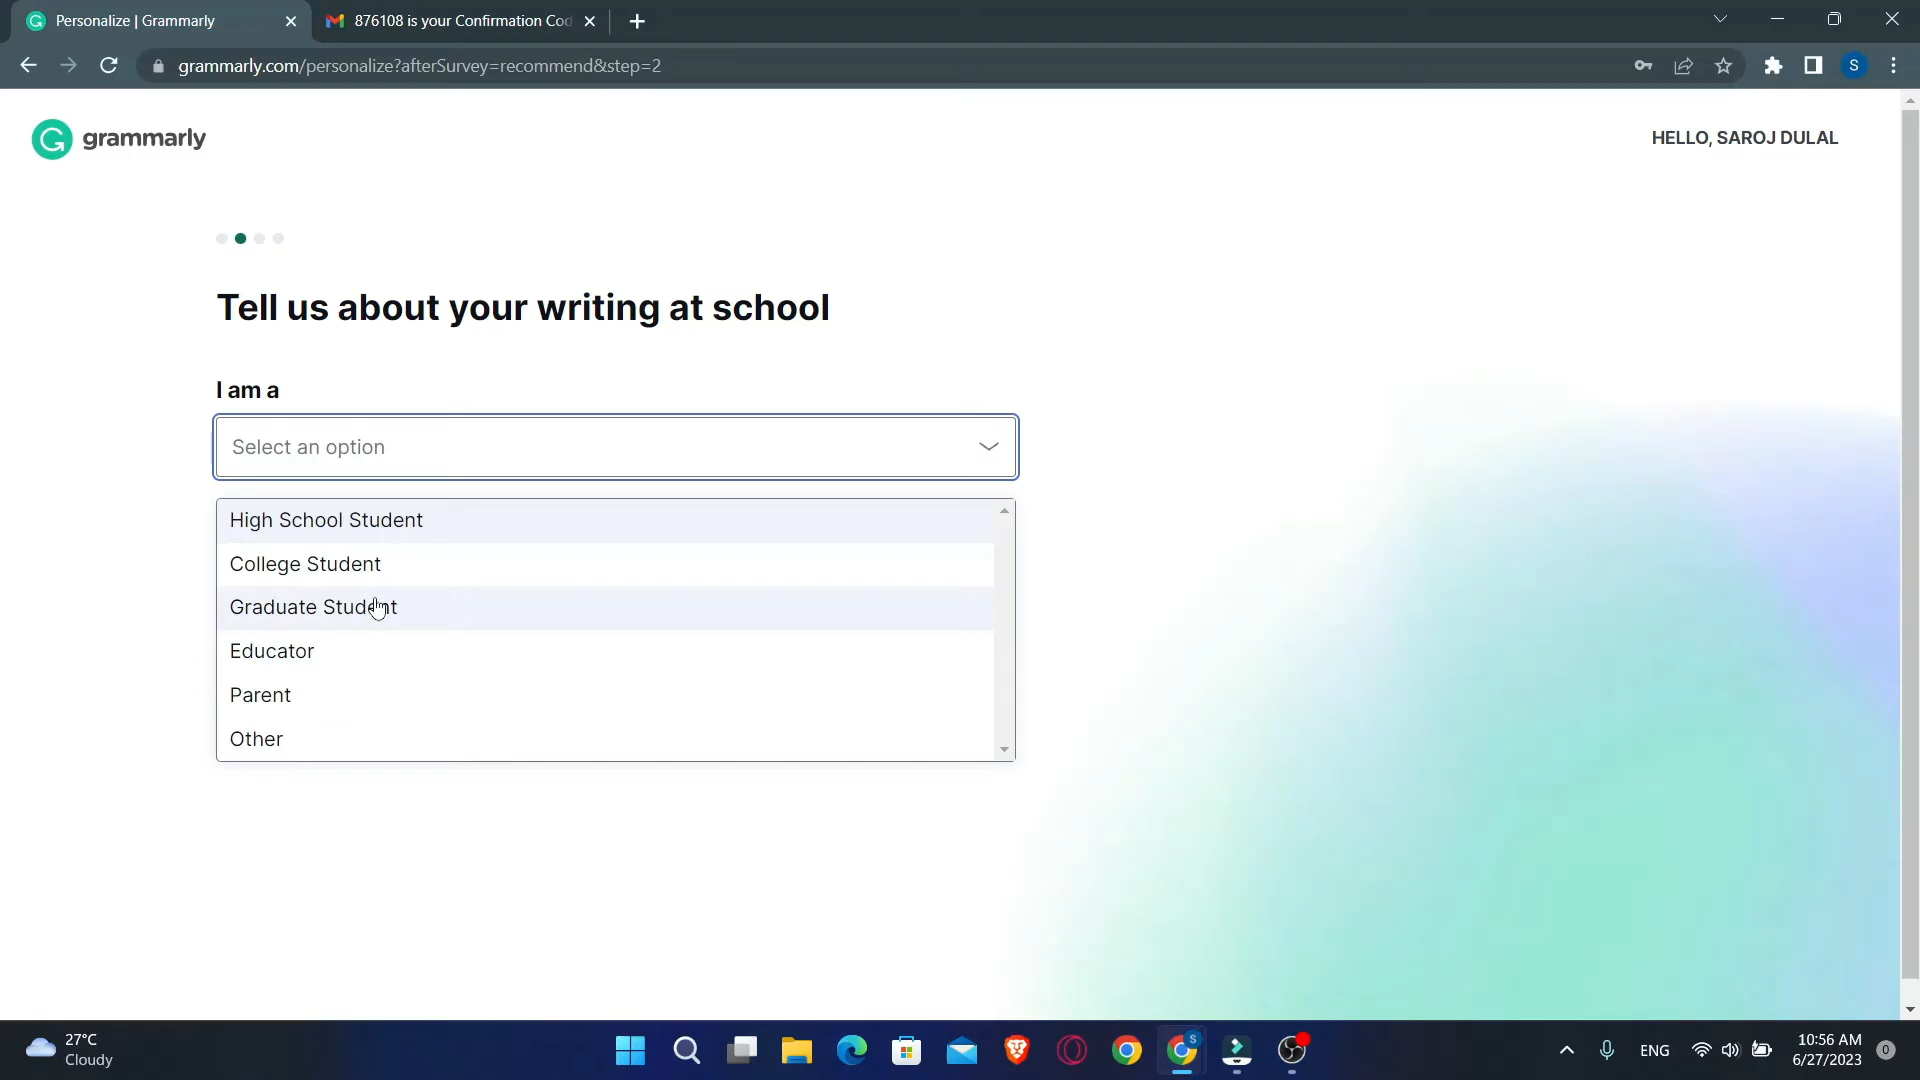 Personalize | Grammarly
876108 is your Confirmation Cod
grammarly.com/personalize?afterSurvey=recommend&step=2
S
grammarly
HELLO, SAROJ DULAL
Tell us about your writing at school
I am a
Select an option
High School Student
College Student
Graduate Student
Educator
Parent
Other
27°C
Cloudy
S
ENG
10:56 AM
6/27/2023
0